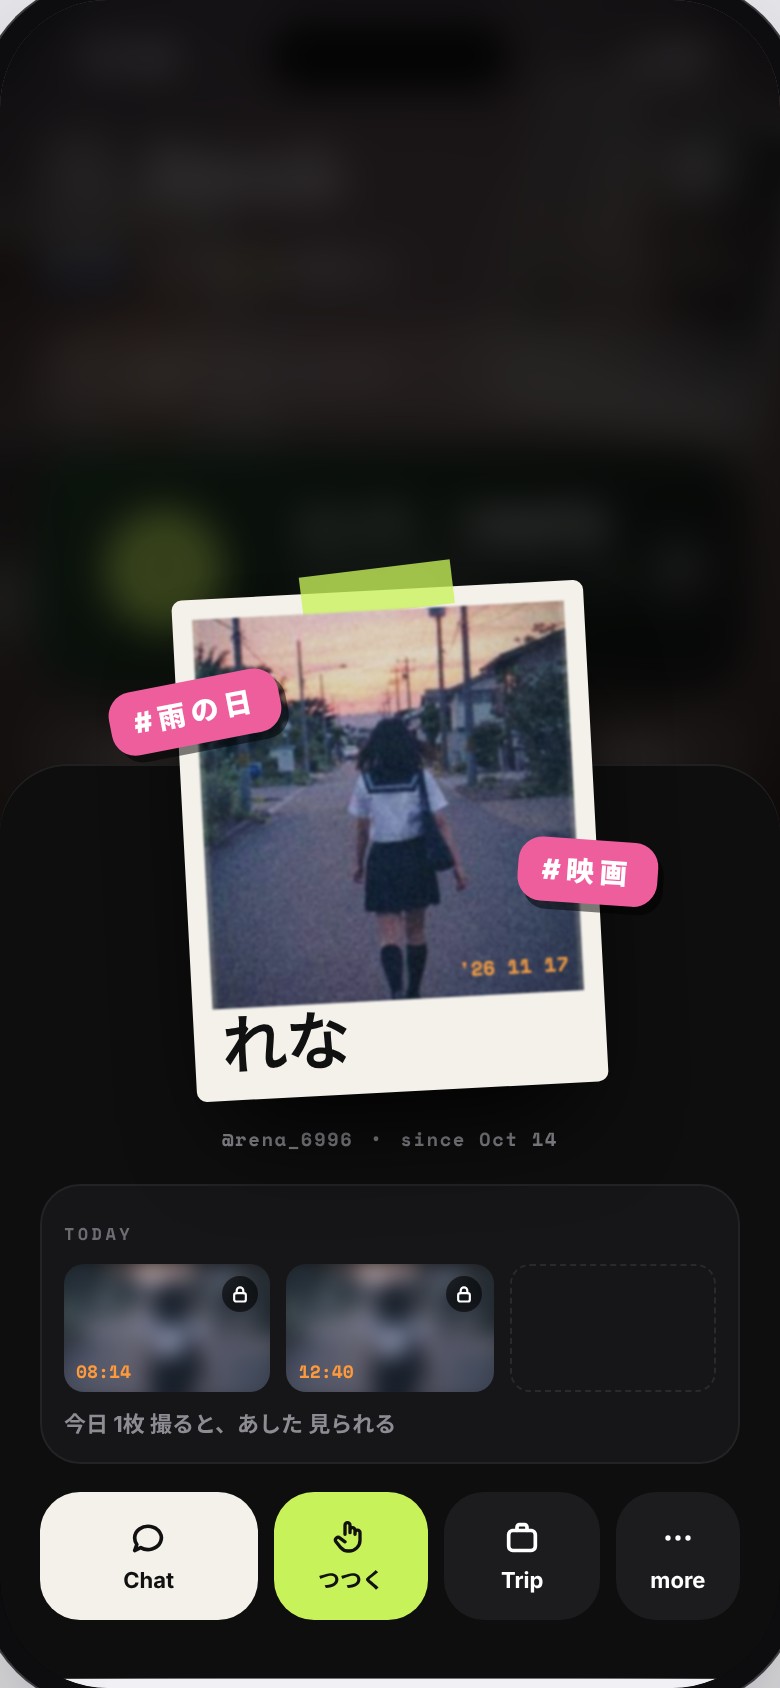 #雨の日
#映画
'26 11 17
れな
@rena_6996 • since Oct 14
TODAY
08:14
12:40
今日 1枚 撮ると、あした 見られる
Chat
つつく
Trip
more